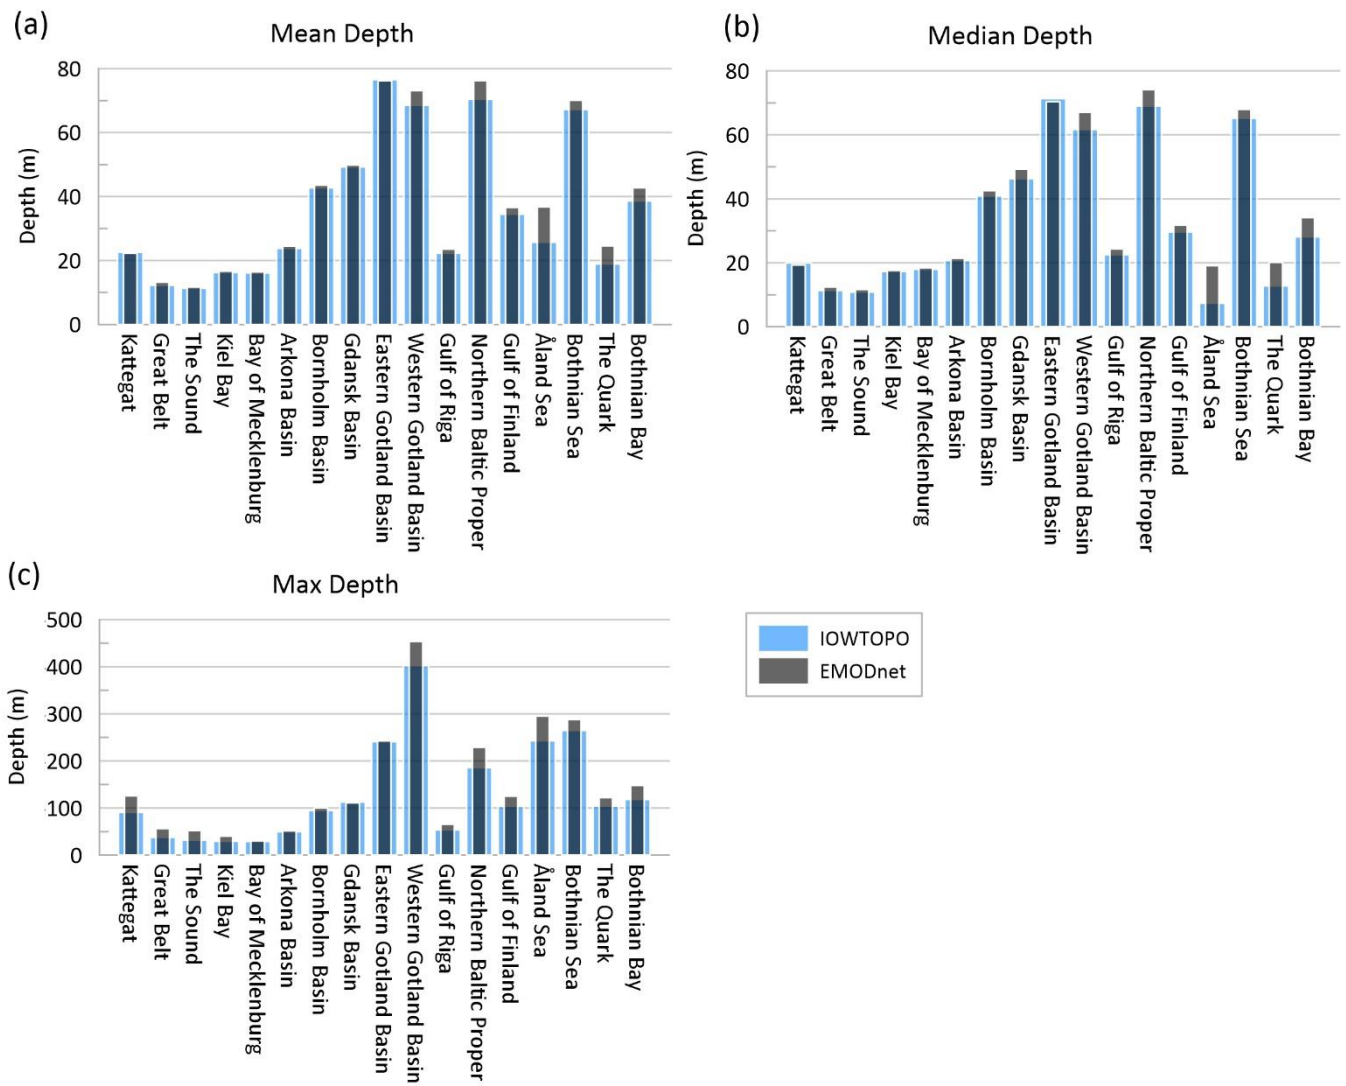 (a)
Mean Depth
80
60
40
20
0
Depth (m)
Kattegat
Great Belt
The Sound
Kiel Bay
Bay of Mecklenburg
Arkona Basin
Bornholm Basin
Gdansk Basin
Eastern Gotland Basin
Western Gotland Basin
Gulf of Riga
Northern Baltic Proper
Gulf of Finland
Åland Sea
Bothnian Sea
The Quark
Bothnian Bay
(b)
Median Depth
80
60
40
20
0
Depth (m)
Kattegat
Great Belt
The Sound
Kiel Bay
Bay of Mecklenburg
Arkona Basin
Bornholm Basin
Gdansk Basin
Eastern Gotland Basin
Western Gotland Basin
Gulf of Riga
Northern Baltic Proper
Gulf of Finland
Åland Sea
Bothnian Sea
The Quark
Bothnian Bay
(c)
Max Depth
500
400
300
200
100
0
Depth (m)
Kattegat
Great Belt
The Sound
Kiel Bay
Bay of Mecklenburg
Arkona Basin
Bornholm Basin
Gdansk Basin
Eastern Gotland Basin
Western Gotland Basin
Gulf of Riga
Northern Baltic Proper
Gulf of Finland
Åland Sea
Bothnian Sea
The Quark
Bothnian Bay
IOWTOPO
EMODnet